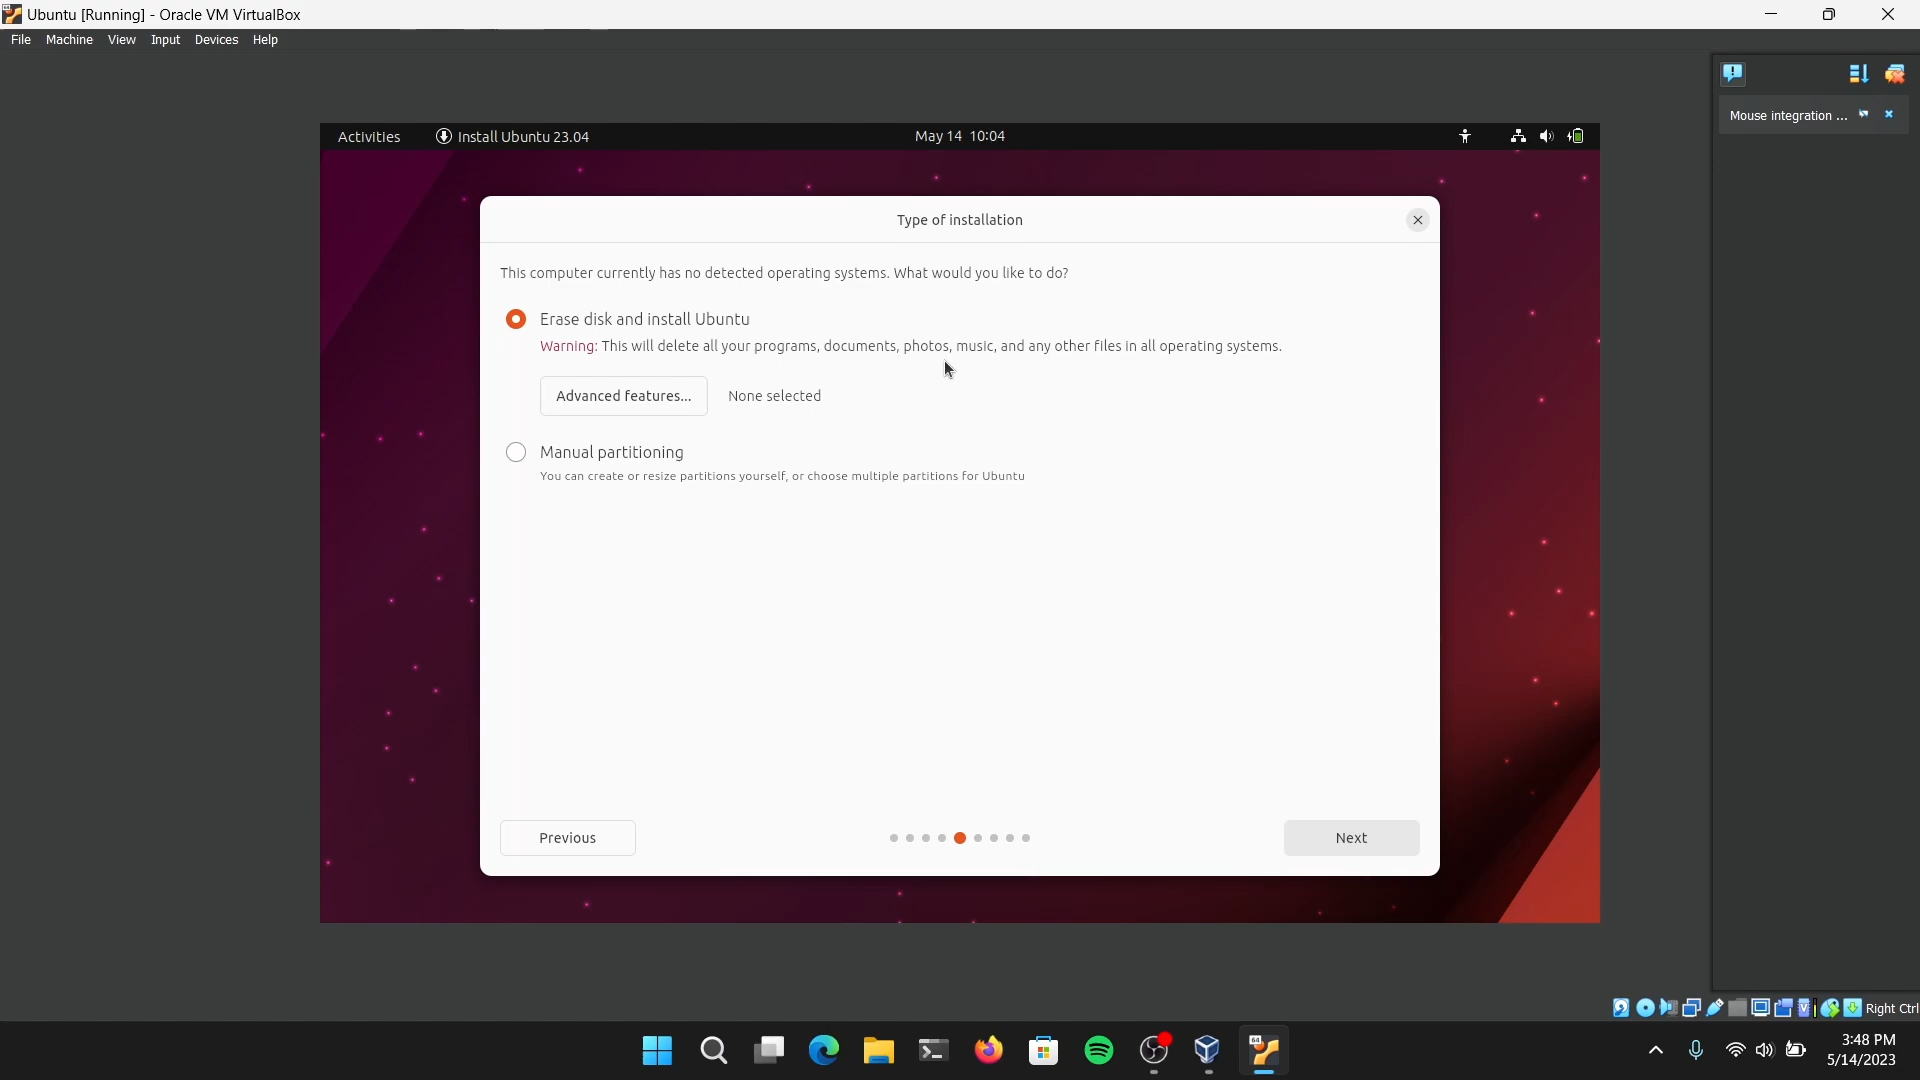 Ubuntu [Running] - Oracle VM VirtualBox
File Machine View Input Devices Help
Mouse integration ...
Activities Install Ubuntu 23.04 May 14 10:04
Type of installation
This computer currently has no detected operating systems. What would you like to do?
Erase disk and install Ubuntu
Warning: This will delete all your programs, documents, photos, music, and any other files in all operating systems.
Advanced features... None selected
Manual partitioning
You can create or resize partitions yourself, or choose multiple partitions for Ubuntu
Previous Next
Right Ctrl
64
3:48 PM
5/14/2023